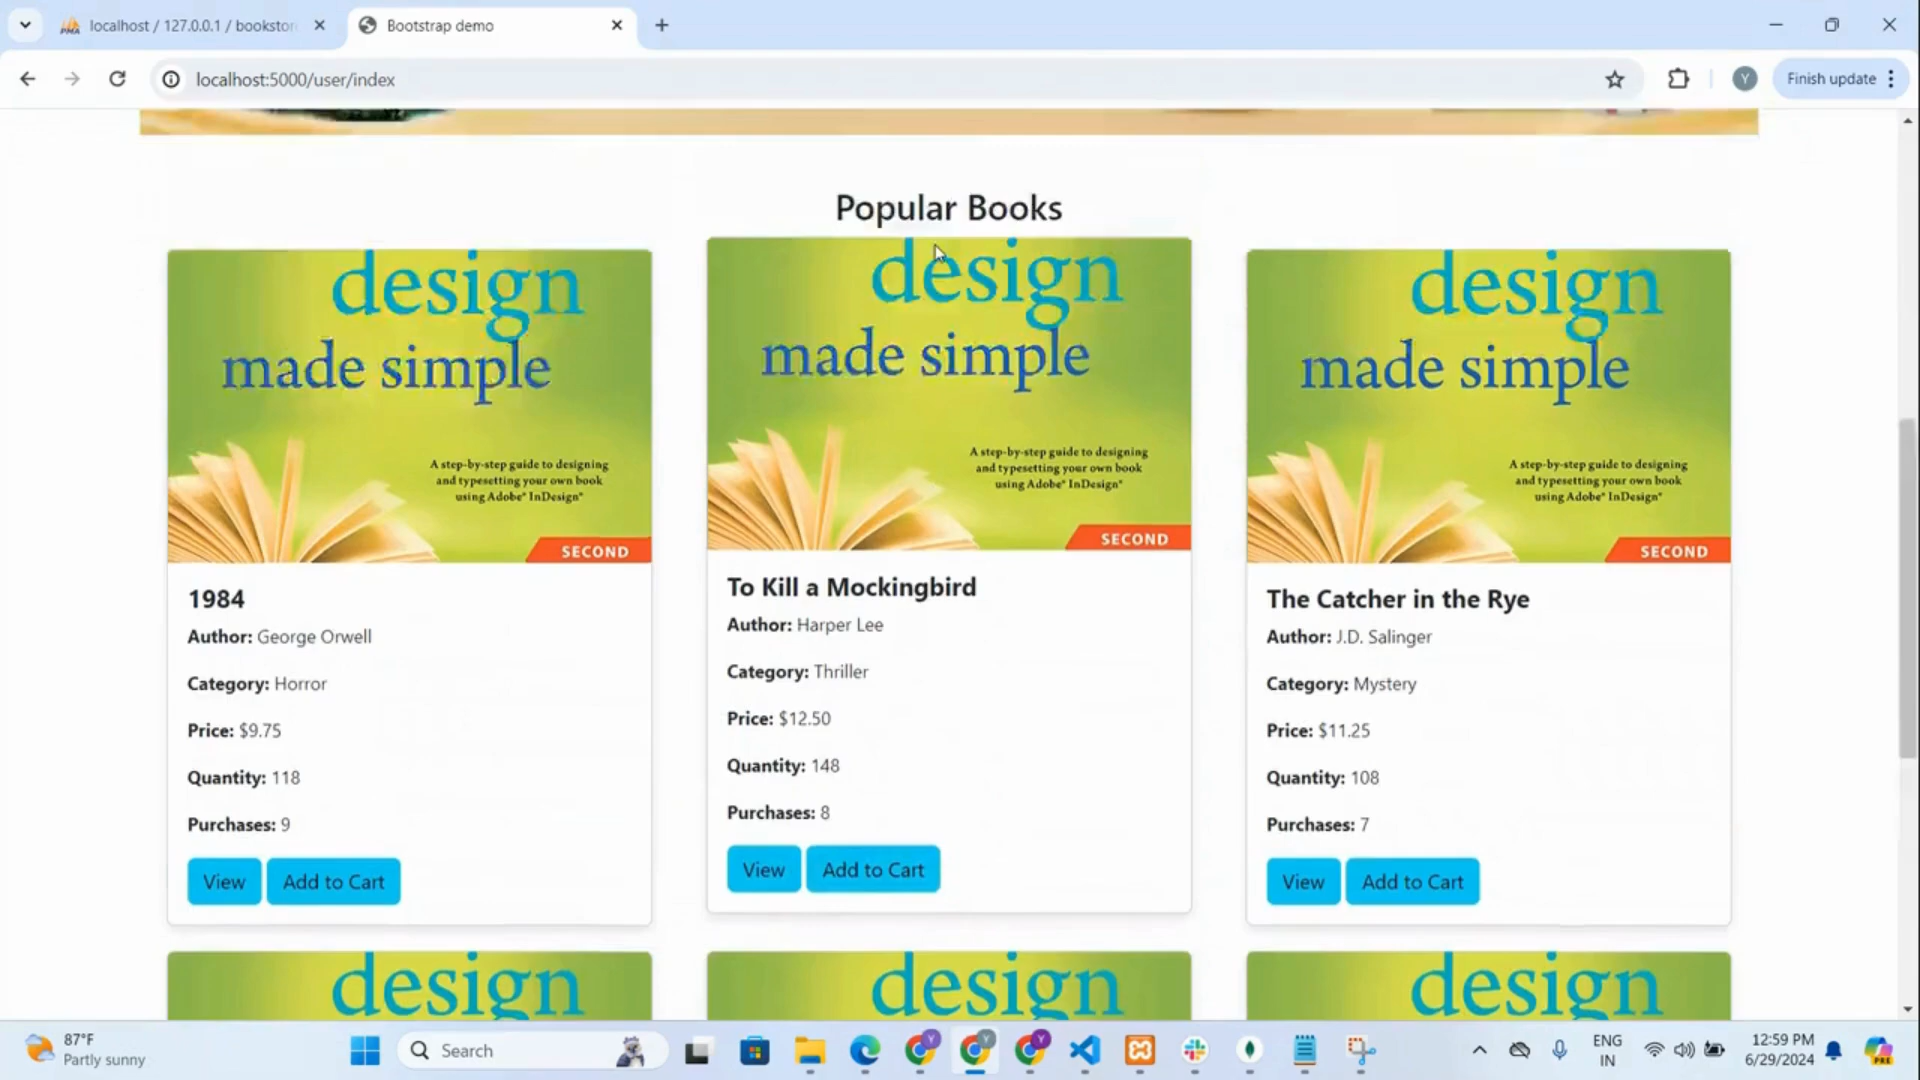 localhost / 127.0.0.1 / bookstor
Bootstrap demo
localhost:5000/user/index
Y
Finish update
Popular Books
design
made simple
A step-by-step guide to designing
and typesetting your own book
using Adobe® InDesign®
SECOND
1984
Author: George Orwell
Category: Horror
Price: $9.75
Quantity: 118
Purchases: 9
View
Add to Cart
design
made simple
A step-by-step guide to designing
and typesetting your own book
using Adobe® InDesign®
SECOND
To Kill a Mockingbird
Author: Harper Lee
Category: Thriller
Price: $12.50
Quantity: 148
Purchases: 8
View
Add to Cart
design
made simple
A step-by-step guide to designing
and typesetting your own book
using Adobe® InDesign®
SECOND
The Catcher in the Rye
Author: J.D. Salinger
Category: Mystery
Price: $11.25
Quantity: 108
Purchases: 7
View
Add to Cart
design
design
design
87°F
Partly sunny
Search
Y
Y
Y
ENG
IN
12:59 PM
6/29/2024
PRE